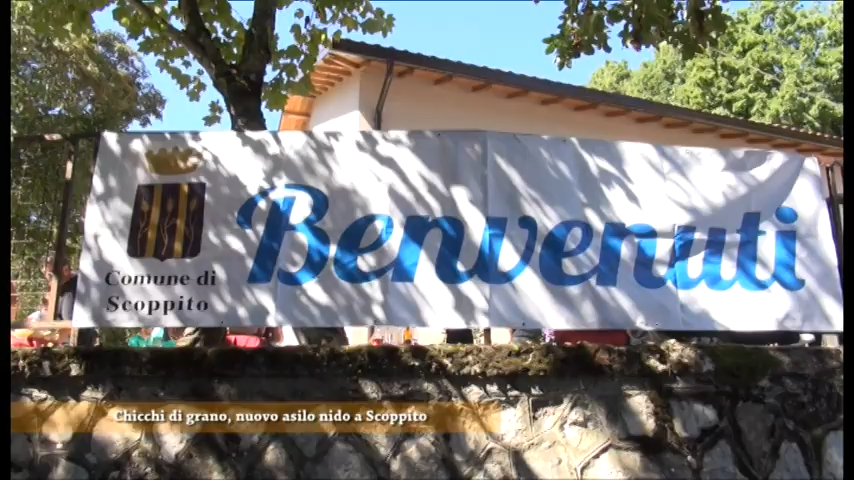 Benvenuti
Comune di
Scoppito
Chicchi di grano, nuovo asilo nido a Scoppito